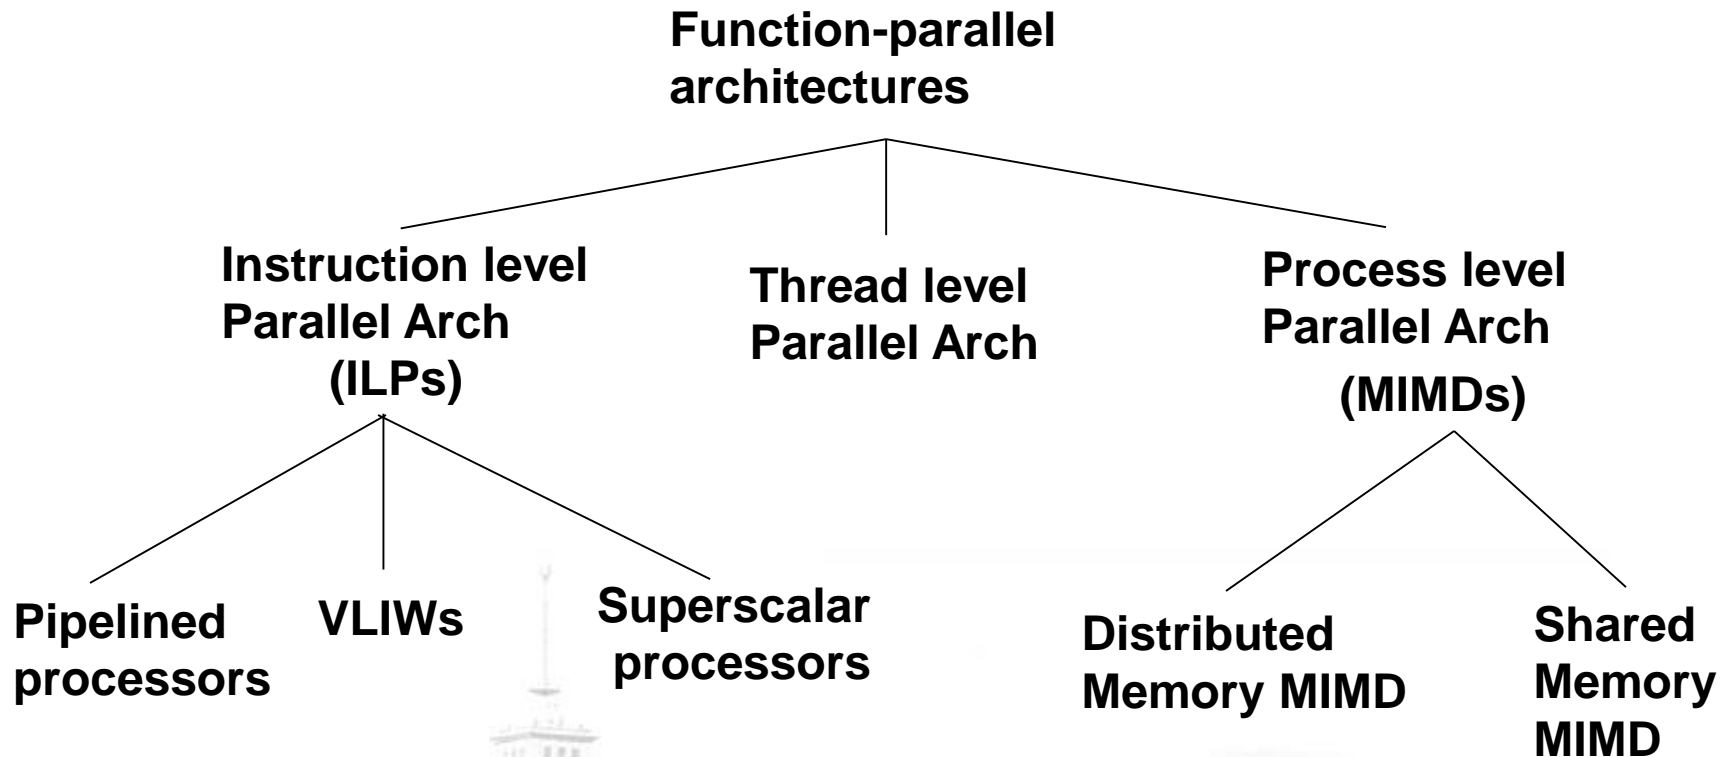 Function-parallel
architectures
Instruction level
Parallel Arch
(ILPs)
Thread level
Parallel Arch
Process level
Parallel Arch
(MIMDs)
Pipelined
processors
VLIWs
Superscalar
processors
Distributed
Memory MIMD
Shared
Memory
MIMD